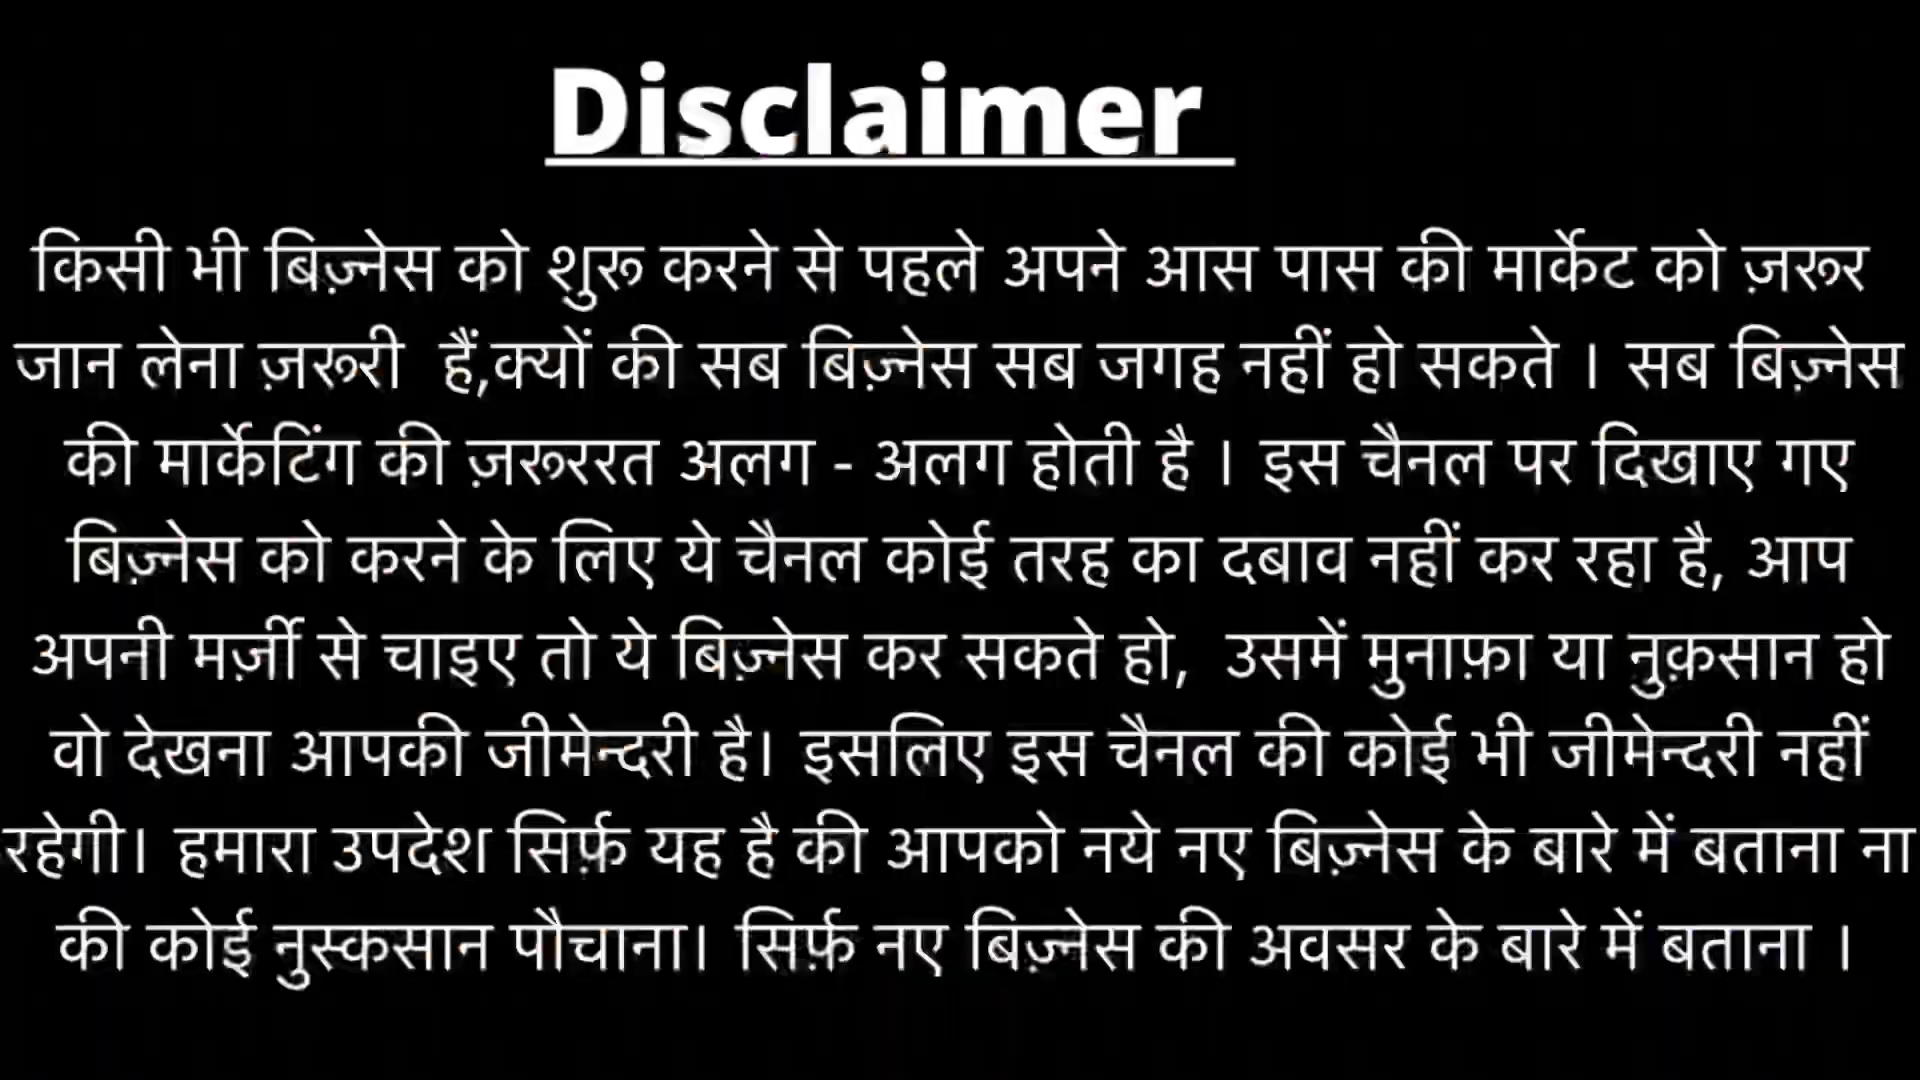 Disclaimer
किसी भी बिज़्नेस को शुरू करने से पहले अपने आस पास की मार्केट को ज़रूर
जान लेना ज़रूरी हैं,क्यों की सब बिज़्नेस सब जगह नहीं हो सकते । सब बिज़्नेस
की मार्केटिंग की ज़रूररत अलग - अलग होती है । इस चैनल पर दिखाए गए
बिज़्नेस को करने के लिए ये चैनल कोई तरह का दबाव नहीं कर रहा है, आप
अपनी मर्ज़ी से चाइए तो ये बिज़्नेस कर सकते हो, उसमें मुनाफ़ा या नुक़सान हो
वो देखना आपकी जीमेन्दरी है। इसलिए इस चैनल की कोई भी जीमेन्दरी नहीं
रहेगी। हमारा उपदेश सिर्फ़ यह है की आपको नये नए बिज़्नेस के बारे में बताना ना
की कोई नुस्कसान पौचाना। सिर्फ़ नए बिज़्नेस की अवसर के बारे में बताना ।